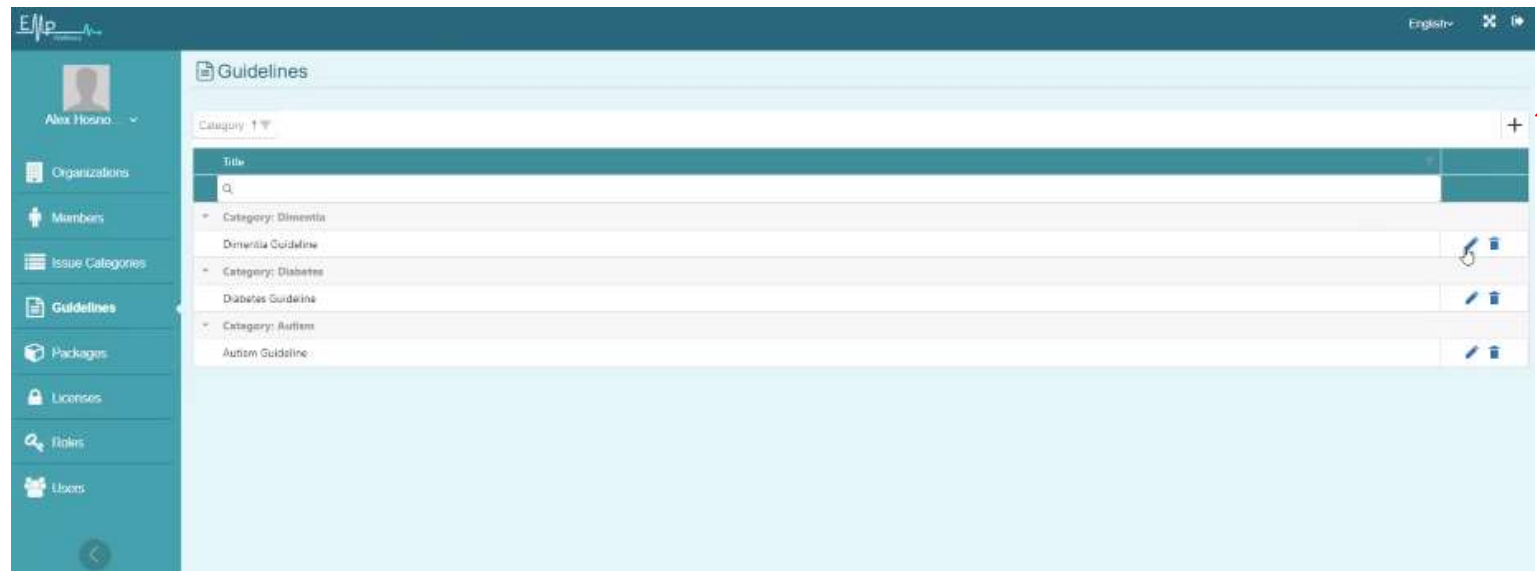 EMP
English
Guidelines
Alex Hosno...
Category
Title
Organizations
Category: Dimentia
Members
Dimentia Guideline
Issue Categories
Category: Diabetes
Guidelines
Diabetes Guideline
Category: Autism
Packages
Autism Guideline
Licenses
Roles
Users